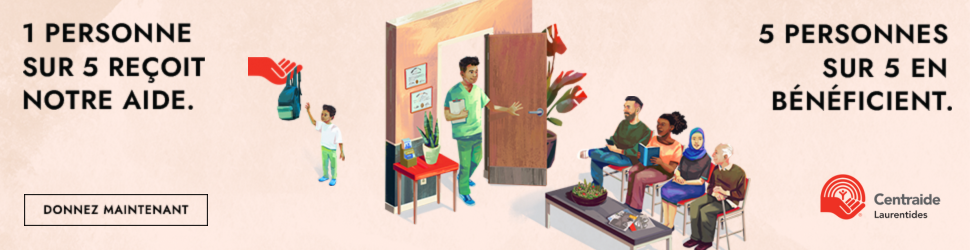 1 PERSONNE
SUR 5 REÇOIT
NOTRE AIDE.
DONNEZ MAINTENANT
5 PERSONNES
SUR 5 EN
BÉNÉFICIENT.
Centraide
Laurentides